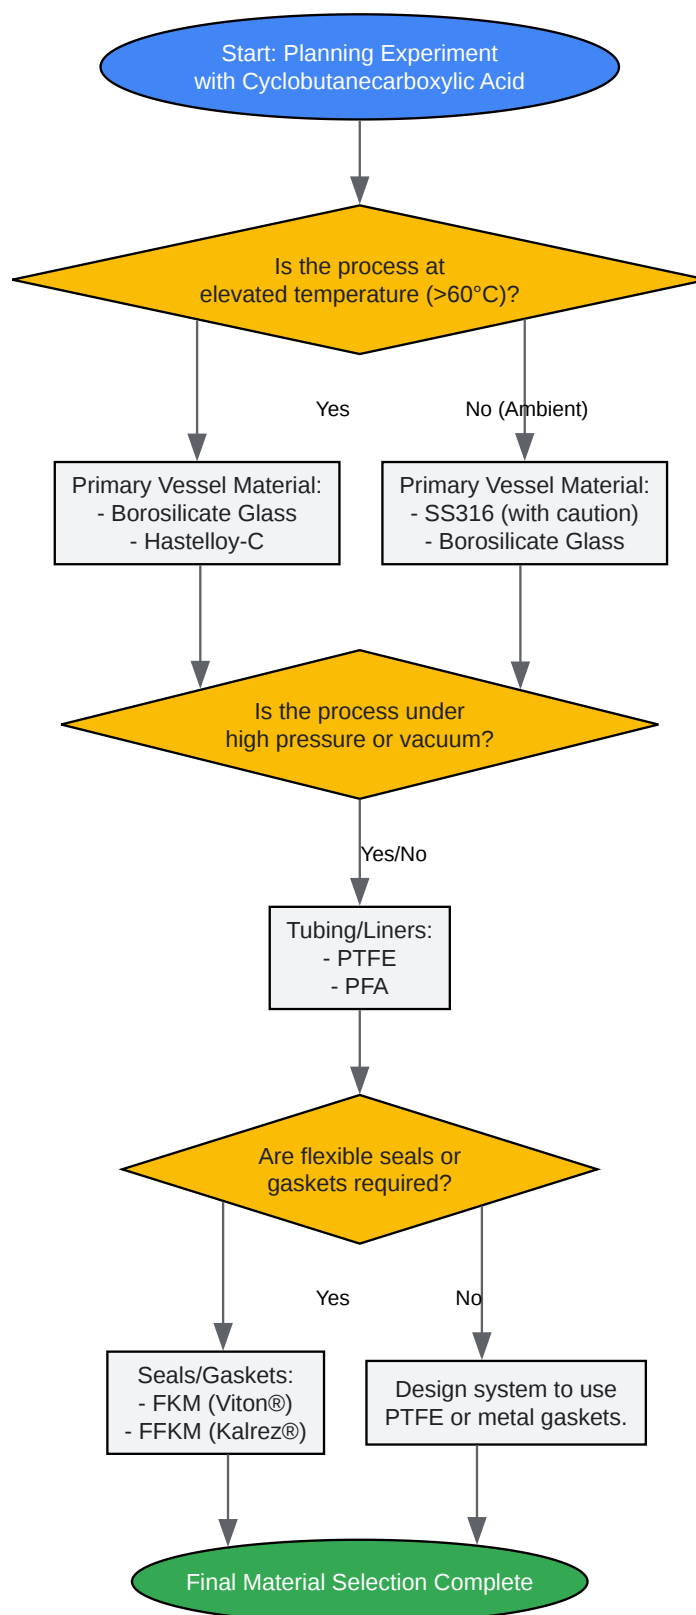 Start: Planning Experiment
with Cyclobutanecarboxylic Acid
Is the process at
elevated temperature (>60°C)?
Yes
No (Ambient)
Primary Vessel Material:
- Borosilicate Glass
- Hastelloy-C
Primary Vessel Material:
- SS316 (with caution)
- Borosilicate Glass
Is the process under
high pressure or vacuum?
Yes/No
Tubing/Liners:
- PTFE
- PFA
Are flexible seals or
gaskets required?
Yes
No
Seals/Gaskets:
- FKM (Viton®)
- FFKM (Kalrez®)
Design system to use
PTFE or metal gaskets.
Final Material Selection Complete